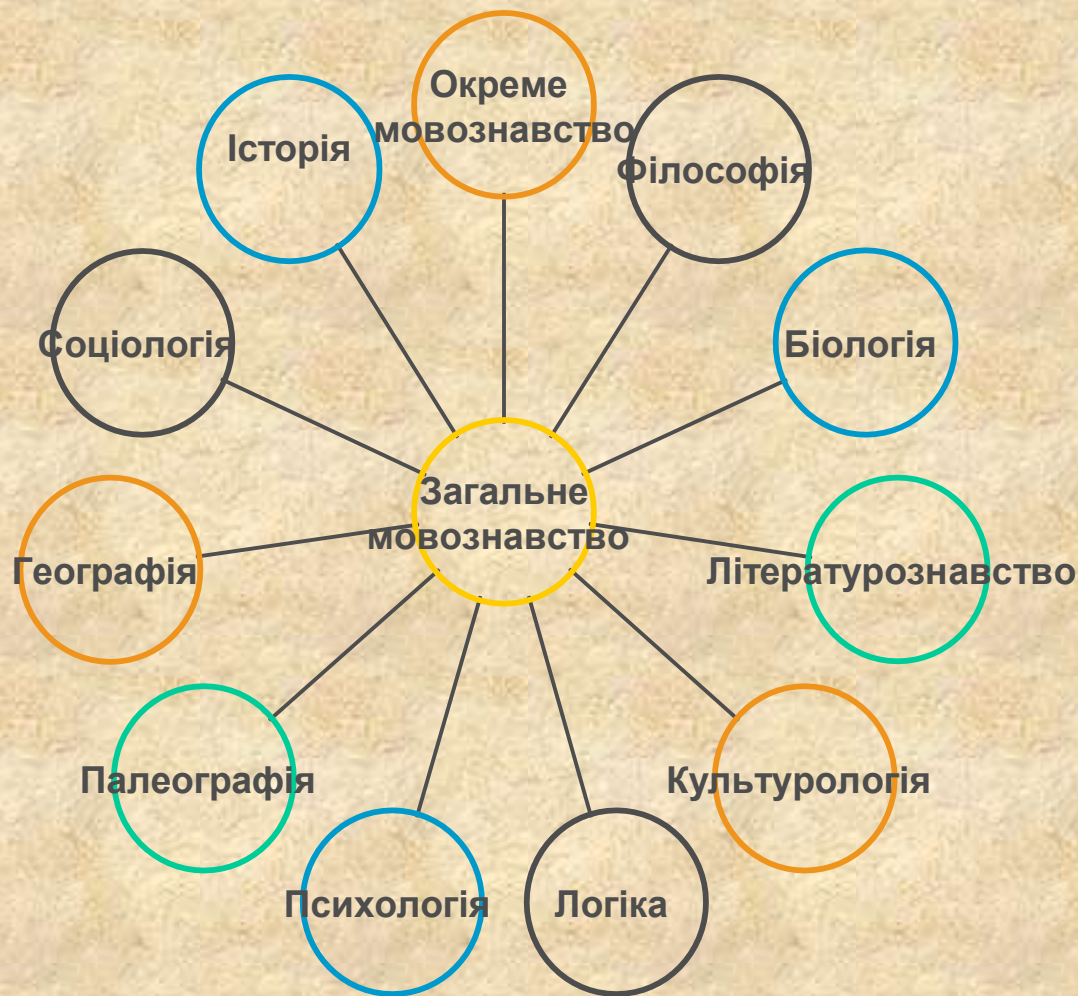 Окреме
мовознавство
Історія
Філософія
Соціологія
Біологія
Загальне
мовознавство
Географія
Літературознавство
Палеографія
Культурологія
Психологія
Логіка